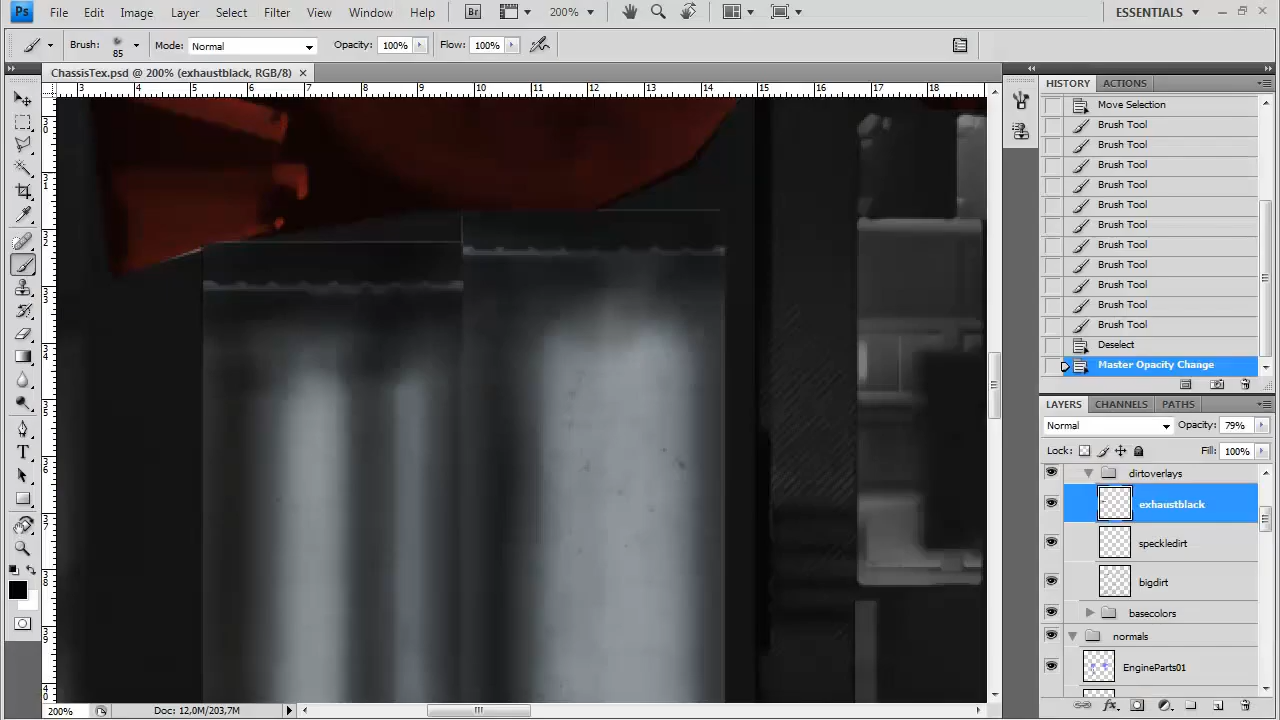 Ps File Edit Image Layer Select Filter View Window Help Br 200% ESSENTIALS
Brush: 85 Mode: Normal Opacity: 100% Flow: 100%
ChassisTex.psd @ 200% (exhaustblack, RGB/8)
3 4 5 6 7 8 9 10 11 12 13 14 15 16 17 18
HISTORY ACTIONS
Move Selection
Brush Tool
Brush Tool
Brush Tool
Brush Tool
Brush Tool
Brush Tool
Brush Tool
Brush Tool
Brush Tool
Brush Tool
Brush Tool
Deselect
Master Opacity Change
LAYERS CHANNELS PATHS
Normal Opacity: 79%
Lock: Fill: 100%
dirtoverlays
exhaustblack
speckledirt
bigdirt
basecolors
normals
EngineParts01
200% Doc: 12,0M/203,7M